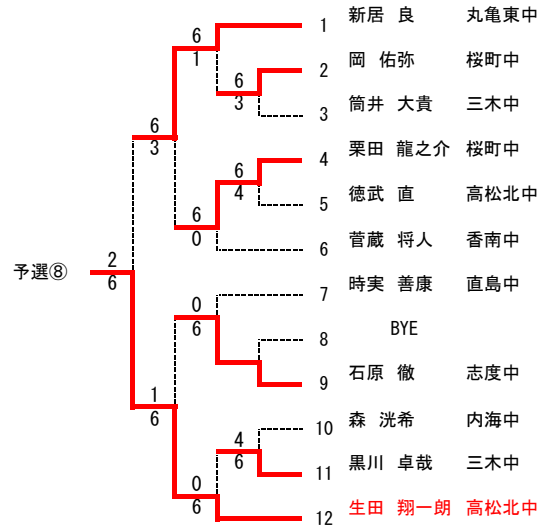 6
1
1 新居 良 丸亀東中
2 岡 佑弥 桜町中
6
3
3 筒井 大貴 三木中
6
3
4 栗田 龍之介 桜町中
6
4
5 徳武 直 高松北中
6
0
6 菅蔵 将人 香南中
予選⑧
2
6
7 時実 善康 直島中
0
6
8 BYE
9 石原 徹 志度中
1
6
10 森 洸希 内海中
4
6
11 黒川 卓哉 三木中
0
6
12 生田 翔一朗 高松北中